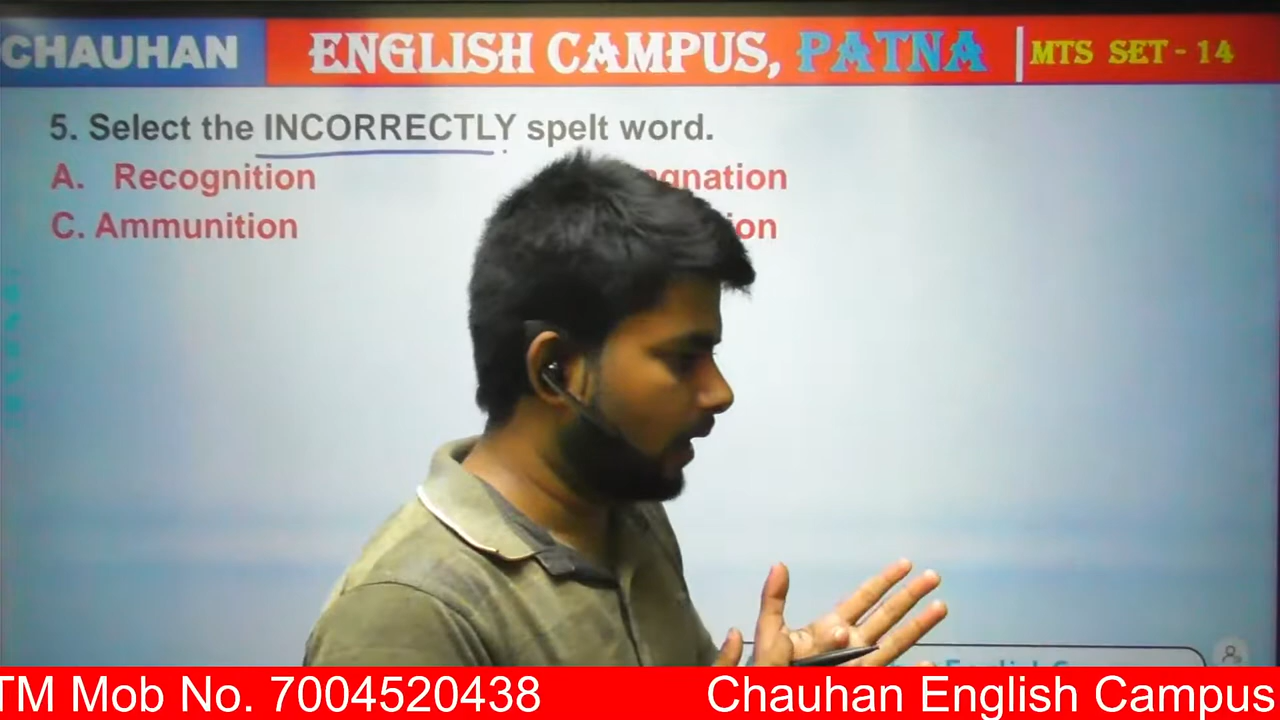 CHAUHAN ENGLISH CAMPUS, PATNA | MTS SET - 14
5. Select the INCORRECTLY spelt word.
A. Recognition
C. Ammunition
TM Mob No. 7004520438 Chauhan English Campus